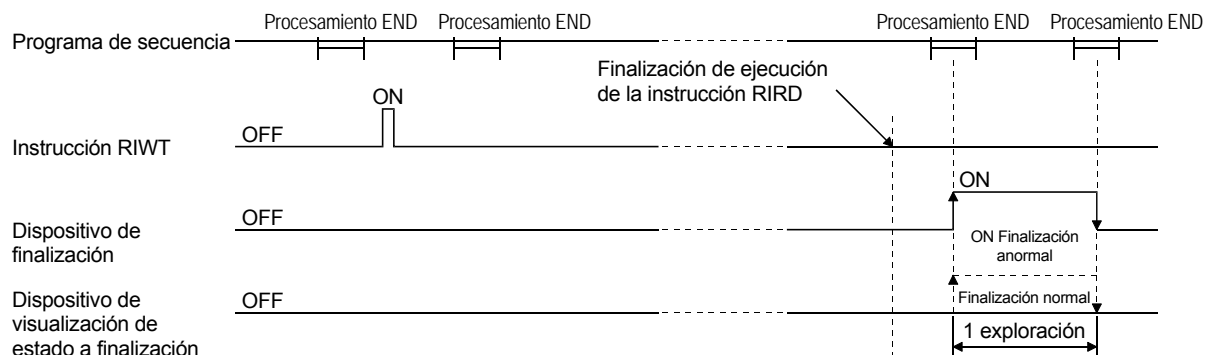 Procesamiento END
Procesamiento END
Procesamiento END
Procesamiento END
Programa de secuencia
Finalización de ejecución
de la instrucción RIRD
ON
OFF
Instrucción RIWT
ON
OFF
Dispositivo de
finalización
ON Finalización
anormal
OFF
Dispositivo de
visualización de
estado a finalización
Finalización normal
1 exploración